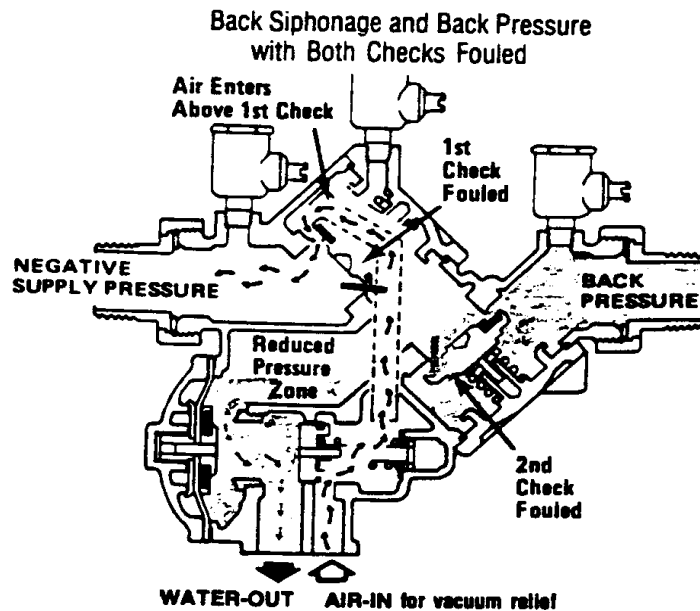 Back Siphonage and Back Pressure
with Both Checks Fouled
Air Enters
Above 1st Check
1st
Check
Fouled
NEGATIVE
SUPPLY PRESSURE
BACK
PRESSURE
Reduced
Pressure
Zone
2nd
Check
Fouled
WATER-OUT
AIR-IN for vacuum relief